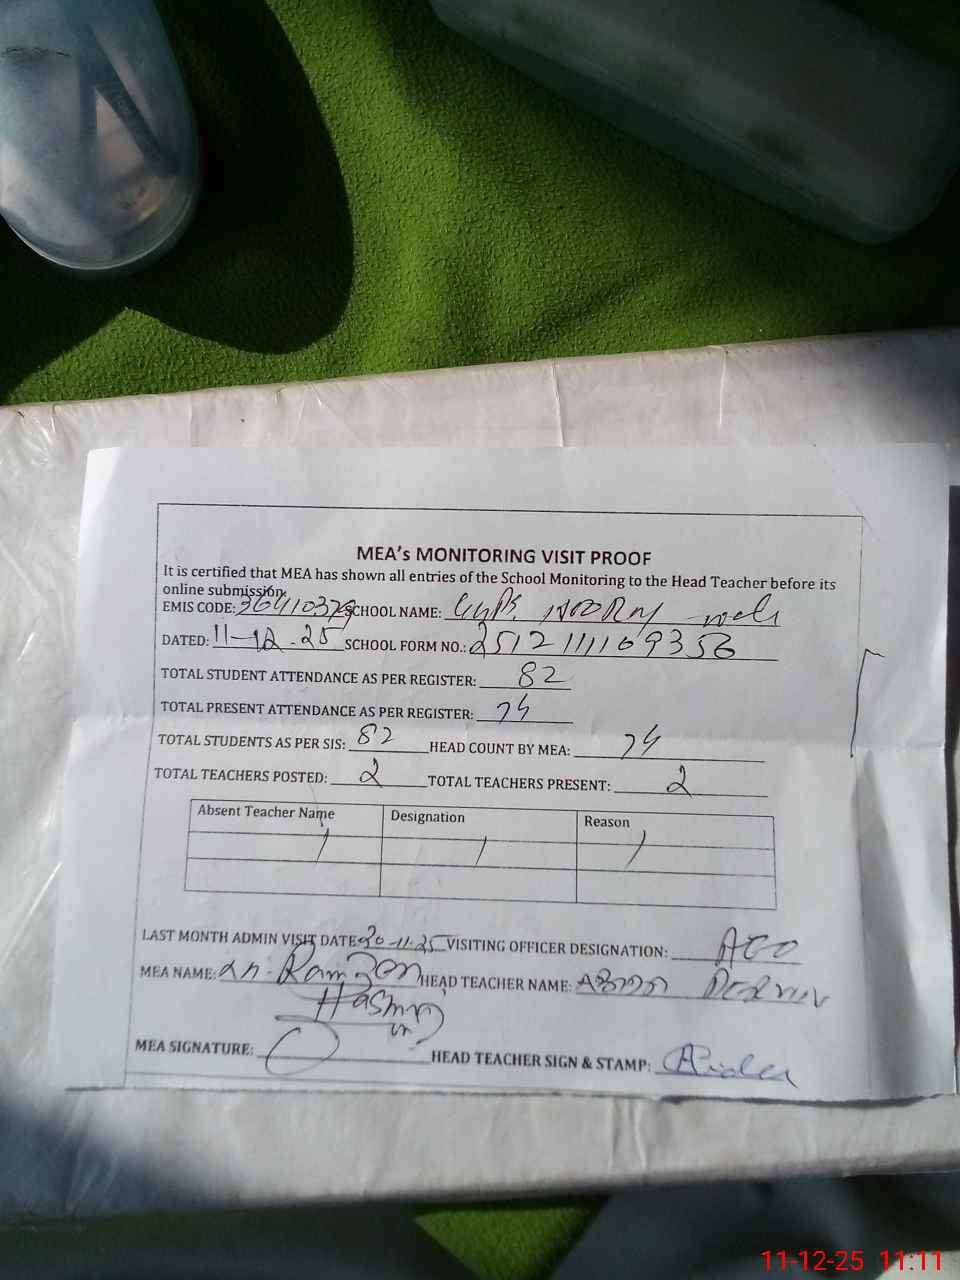 MEA's MONITORING VISIT PROOF
It is certified that MEA has shown all entries of the School Monitoring to the Head Teacher before its
online submission.
EMIS CODE: 36410379 SCHOOL NAME:
DATED: 11-12-25 SCHOOL FORM NO.: 2512111109356
TOTAL STUDENT ATTENDANCE AS PER REGISTER: 82
TOTAL PRESENT ATTENDANCE AS PER REGISTER: 74
TOTAL STUDENTS AS PER SIS: 82 HEAD COUNT BY MEA: 74
TOTAL TEACHERS POSTED: 2 TOTAL TEACHERS PRESENT: 2
Absent Teacher Name Designation Reason
LAST MONTH ADMIN VISIT DATE: 20-11-25 VISITING OFFICER DESIGNATION: AEO
MEA NAME: HEAD TEACHER NAME:
MEA SIGNATURE: HEAD TEACHER SIGN & STAMP:
11-12-25 11:11